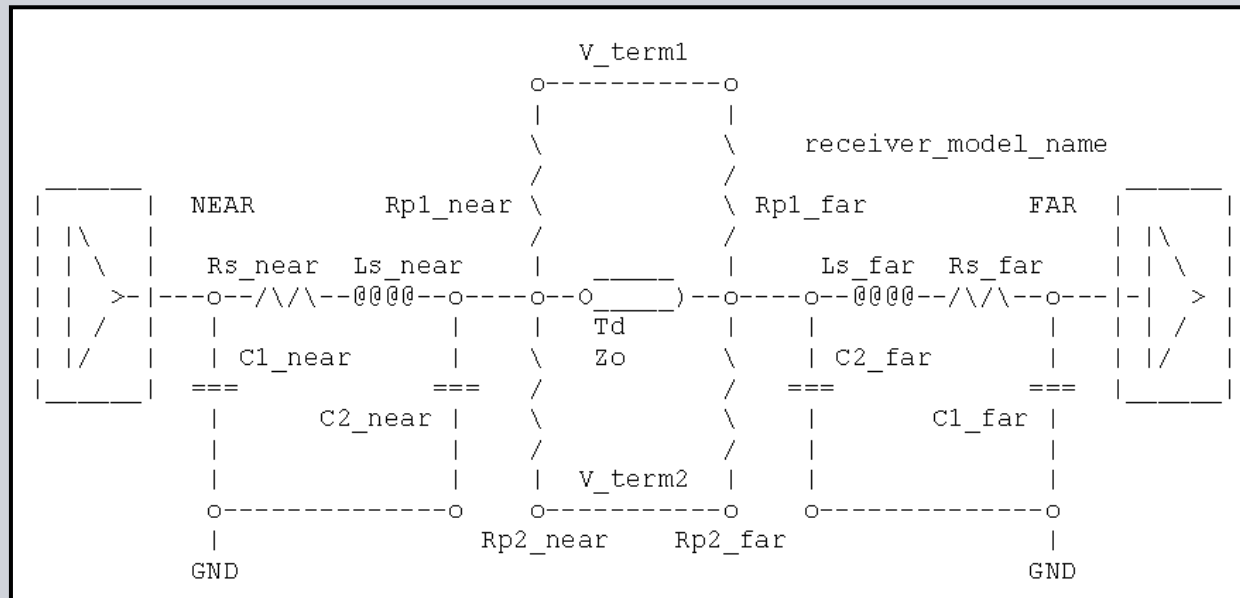 V_term1
receiver_model_name
NEAR Rp1_near Rp1_far FAR
Rs_near Ls_near Ls_far Rs_far
Td
C1_near Zo C2_far
C2_near C1_far
V_term2
Rp2_near Rp2_far
GND GND